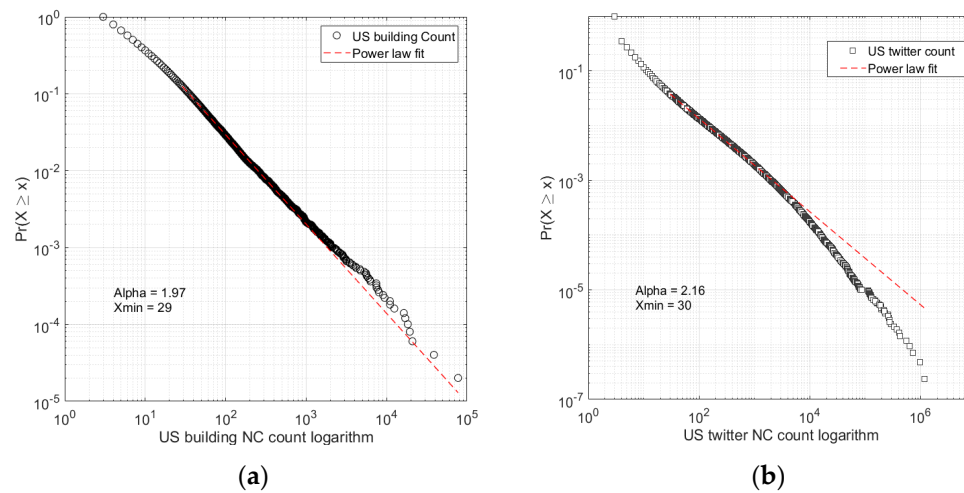 10^0
10^-1
10^-2
10^-3
10^-4
10^-5
Pr(X ≥ x)
US building Count
Power law fit
Alpha = 1.97
Xmin = 29
10^0 10^1 10^2 10^3 10^4 10^5
US building NC count logarithm
(a)
10^-1
10^-3
10^-5
10^-7
Pr(X ≥ x)
US twitter count
Power law fit
Alpha = 2.16
Xmin = 30
10^0 10^2 10^4 10^6
US twitter NC count logarithm
(b)